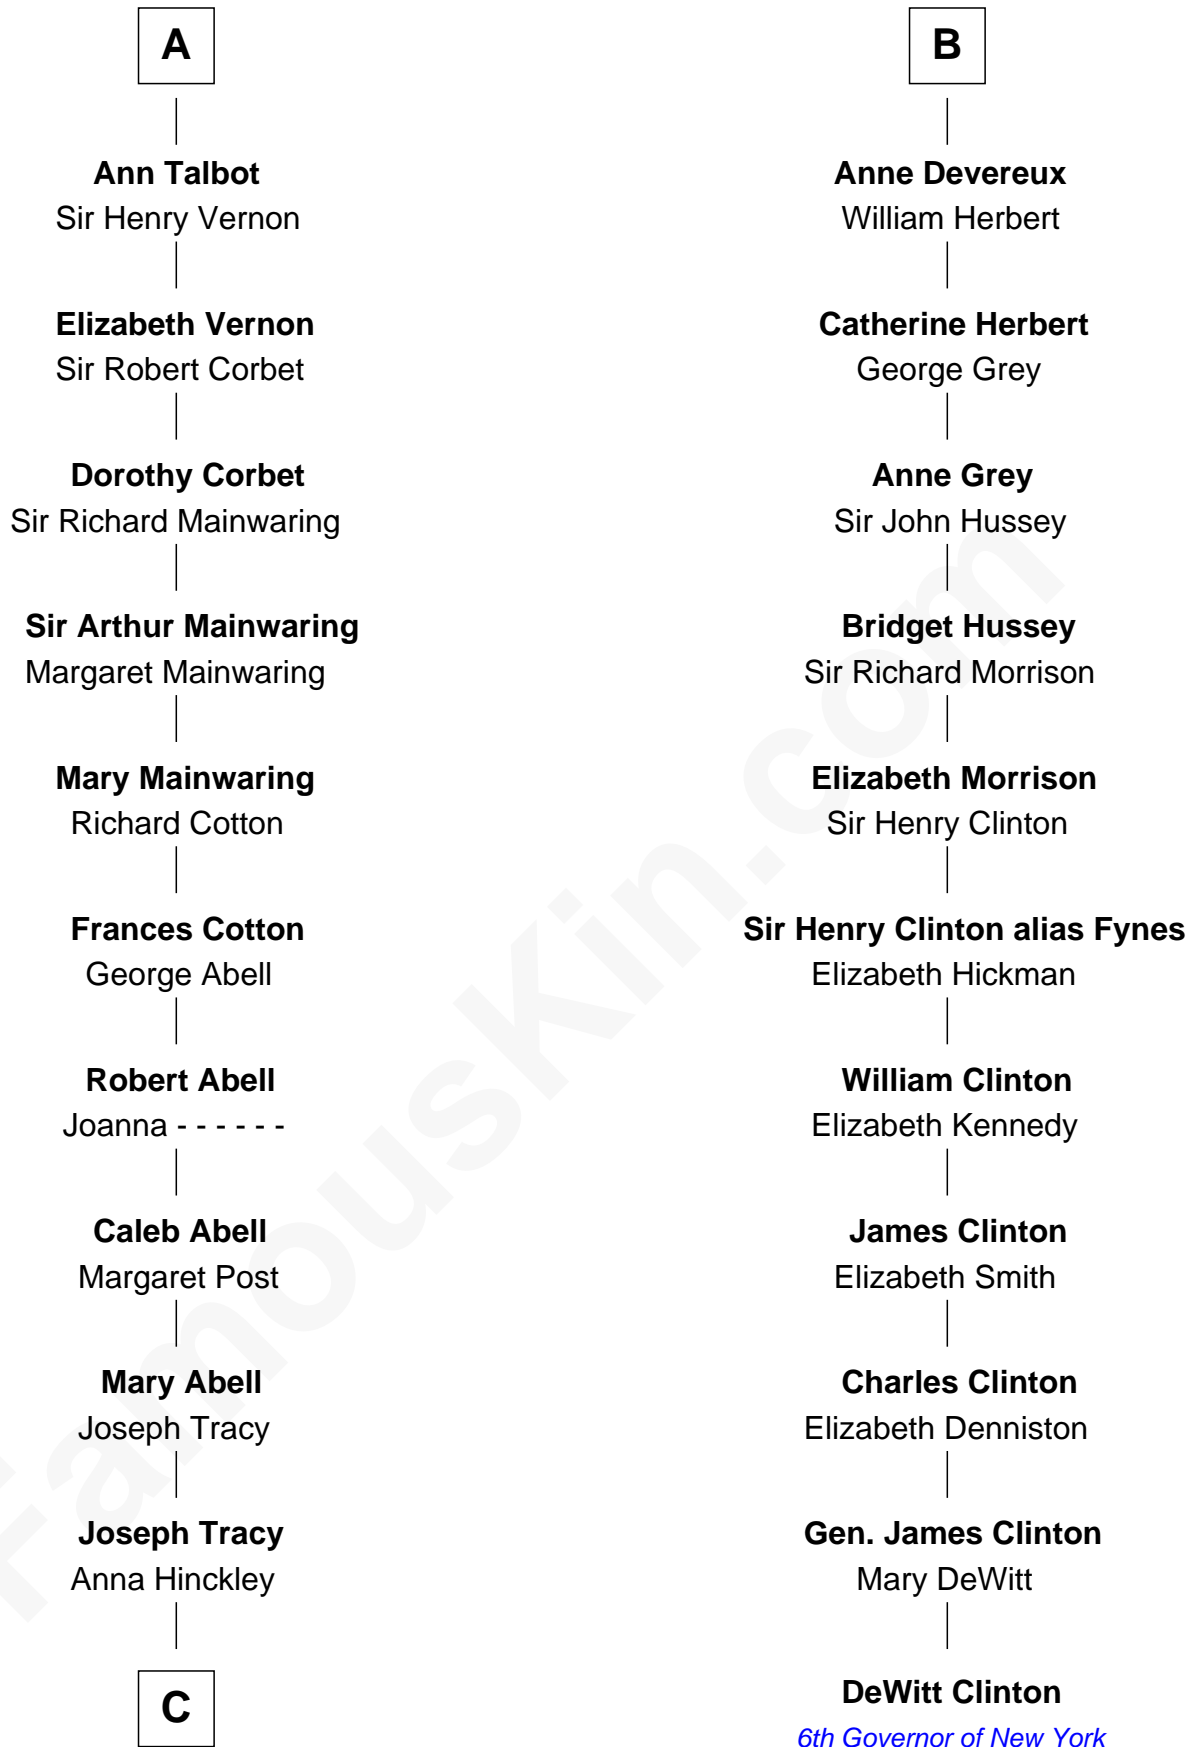 A
Ann Talbot
Sir Henry Vernon
Elizabeth Vernon
Sir Robert Corbet
Dorothy Corbet
Sir Richard Mainwaring
Sir Arthur Mainwaring
Margaret Mainwaring
Mary Mainwaring
Richard Cotton
Frances Cotton
George Abell
Robert Abell
Joanna - - - - - -
Caleb Abell
Margaret Post
Mary Abell
Joseph Tracy
Joseph Tracy
Anna Hinckley
C
B
Anne Devereux
William Herbert
Catherine Herbert
George Grey
Anne Grey
Sir John Hussey
Bridget Hussey
Sir Richard Morrison
Elizabeth Morrison
Sir Henry Clinton
Sir Henry Clinton alias Fynes
Elizabeth Hickman
William Clinton
Elizabeth Kennedy
James Clinton
Elizabeth Smith
Charles Clinton
Elizabeth Denniston
Gen. James Clinton
Mary DeWitt
DeWitt Clinton
6th Governor of New York
FamousKin.com